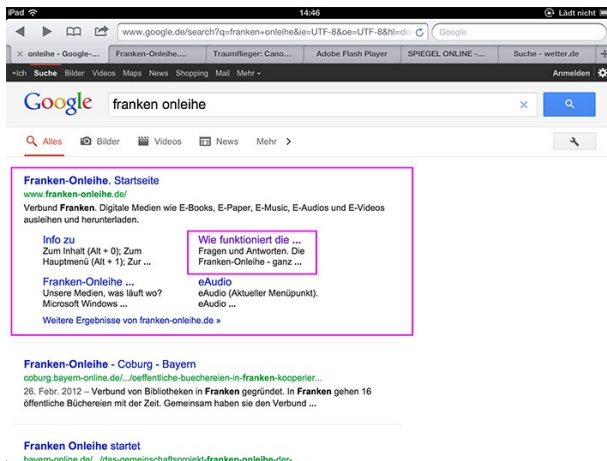 iPad 14:46 Lädt nicht
www.google.de/search?q=franken+onleihe&ie=UTF-8&oe=UTF-8&hl=de Google
× onleihe - Google-... Franken-Onleihe.... Traumflieger: Cano... Adobe Flash Player SPIEGEL ONLINE -... Suche - wetter.de
+Ich Suche Bilder Videos Maps News Shopping Mail Mehr Anmelden
Google franken onleihe ×
Alles Bilder Videos News Mehr
Franken-Onleihe. Startseite
www.franken-onleihe.de/
Verbund Franken. Digitale Medien wie E-Books, E-Paper, E-Music, E-Audios und E-Videos
ausleihen und herunterladen.
Info zu
Zum Inhalt (Alt + 0); Zum
Hauptmenü (Alt + 1); Zur ...
Wie funktioniert die ...
Fragen und Antworten. Die
Franken-Onleihe - ganz ...
Franken-Onleihe ...
Unsere Medien, was läuft wo?
Microsoft Windows ...
eAudio
eAudio (Aktueller Menüpunkt).
eAudio ...
Weitere Ergebnisse von franken-onleihe.de »
Franken-Onleihe - Coburg - Bayern
coburg.bayern-online.de/.../oeffentliche-buechereien-in-franken-kooperier...
26. Febr. 2012 – Verbund von Bibliotheken in Franken gegründet. In Franken gehen 16
öffentliche Büchereien mit der Zeit. Gemeinsam haben sie den Verbund ...
Franken Onleihe startet
bayern-online.de/.../das-gemeinschaftsprojekt-franken-onleihe-der-